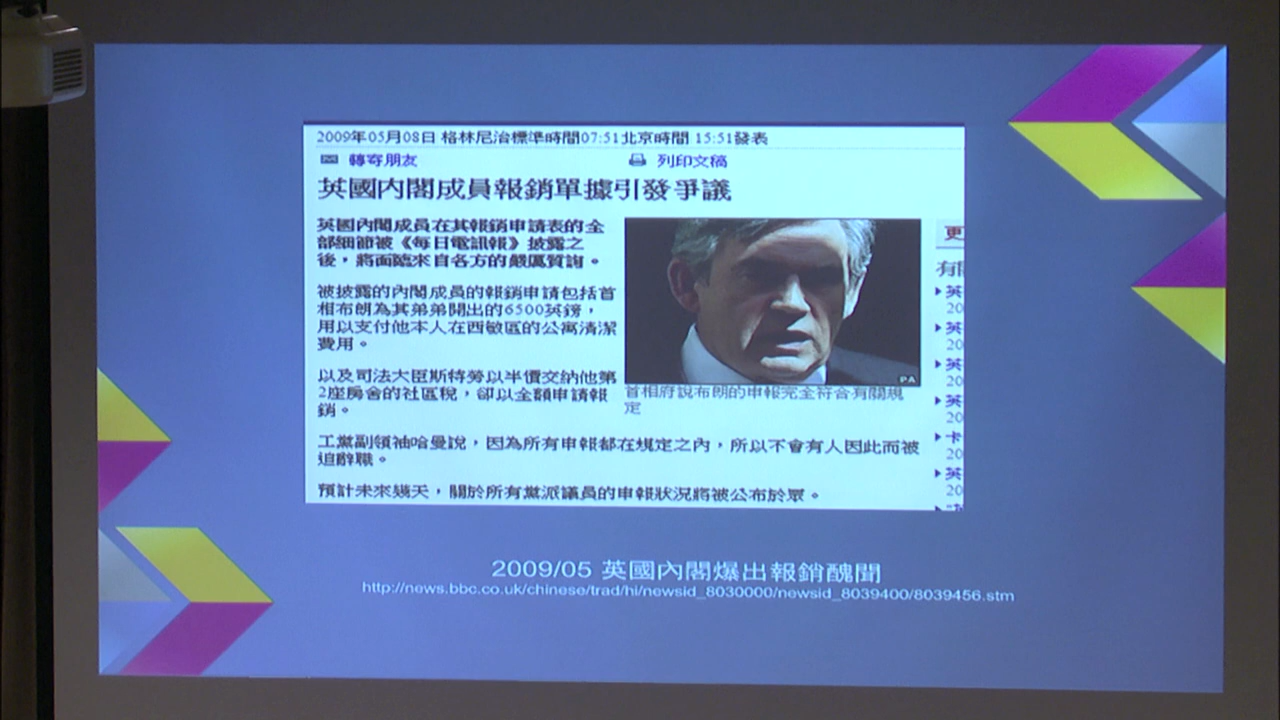 2009年05月08日 格林尼治標準時間07:51北京時間 15:51發表
轉寄朋友
列印文稿
英國內閣成員報銷單據引發爭議
英國內閣成員在其報銷申請表的全
部細節被《每日電訊報》披露之
後，將面臨來自各方的嚴厲質詢。
被披露的內閣成員的報銷申請包括首
相布朗為其弟弟開出的6500英鎊，
用以支付他本人在西敏區的公寓清潔
費用。
以及司法大臣斯特勞以半價交納他第
2座房舍的社區稅，卻以全額申請報
銷。
PA
首相府說布朗的申報完全符合有關規
定
工黨副領袖哈曼說，因為所有申報都在規定之內，所以不會有人因此而被
迫辭職。
預計未來幾天，關於所有黨派議員的申報狀況將被公布於眾。
更
有
英
20
英
20
英
20
英
20
卡
20
英
20
2009/05 英國內閣爆出報銷醜聞
http://news.bbc.co.uk/chinese/trad/hi/newsid_8030000/newsid_8039400/8039456.stm